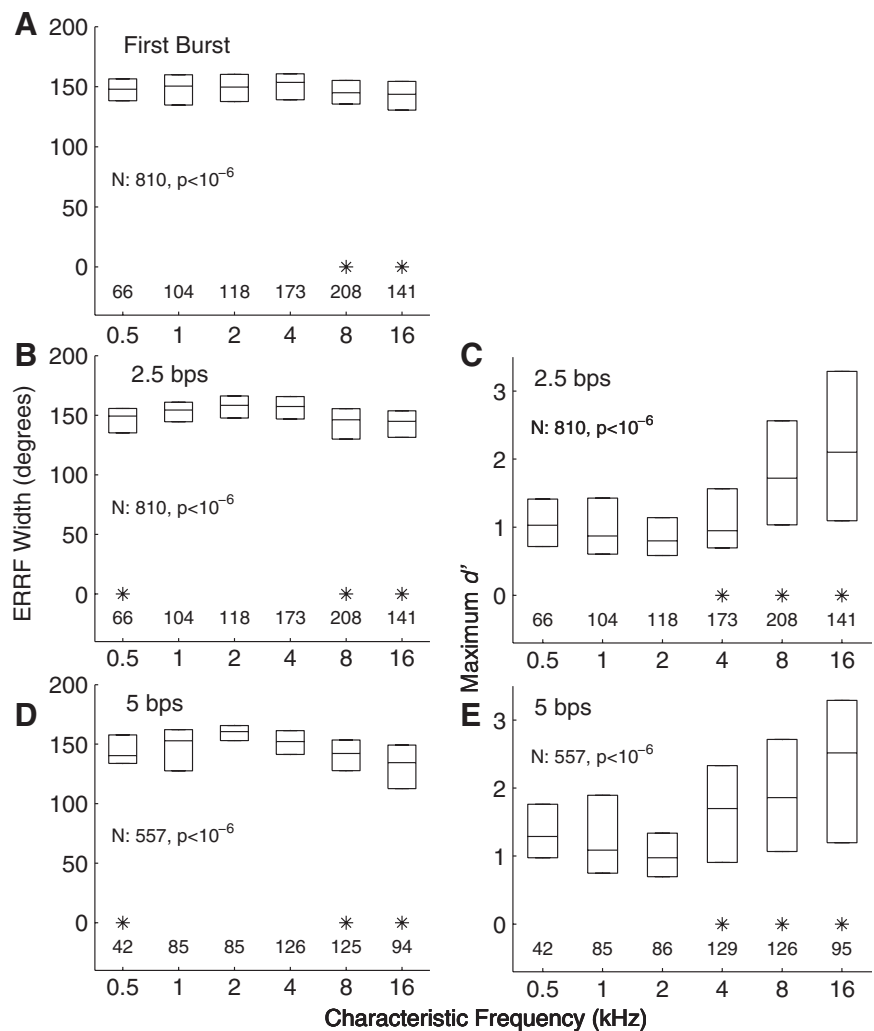 A
First Burst
200
150
100
50
0
N: 810, p<10⁻⁶
* *
66 104 118 173 208 141
0.5 1 2 4 8 16
B
2.5 bps
200
150
100
50
0
N: 810, p<10⁻⁶
* * *
66 104 118 173 208 141
0.5 1 2 4 8 16
ERRF Width (degrees)
C
2.5 bps
3
2
1
0
N: 810, p<10⁻⁶
* * *
66 104 118 173 208 141
0.5 1 2 4 8 16
Maximum d'
D
5 bps
200
150
100
50
0
N: 557, p<10⁻⁶
* * *
42 85 85 126 125 94
0.5 1 2 4 8 16
E
5 bps
3
2
1
0
N: 557, p<10⁻⁶
* * *
42 85 86 129 126 95
0.5 1 2 4 8 16
Characteristic Frequency (kHz)